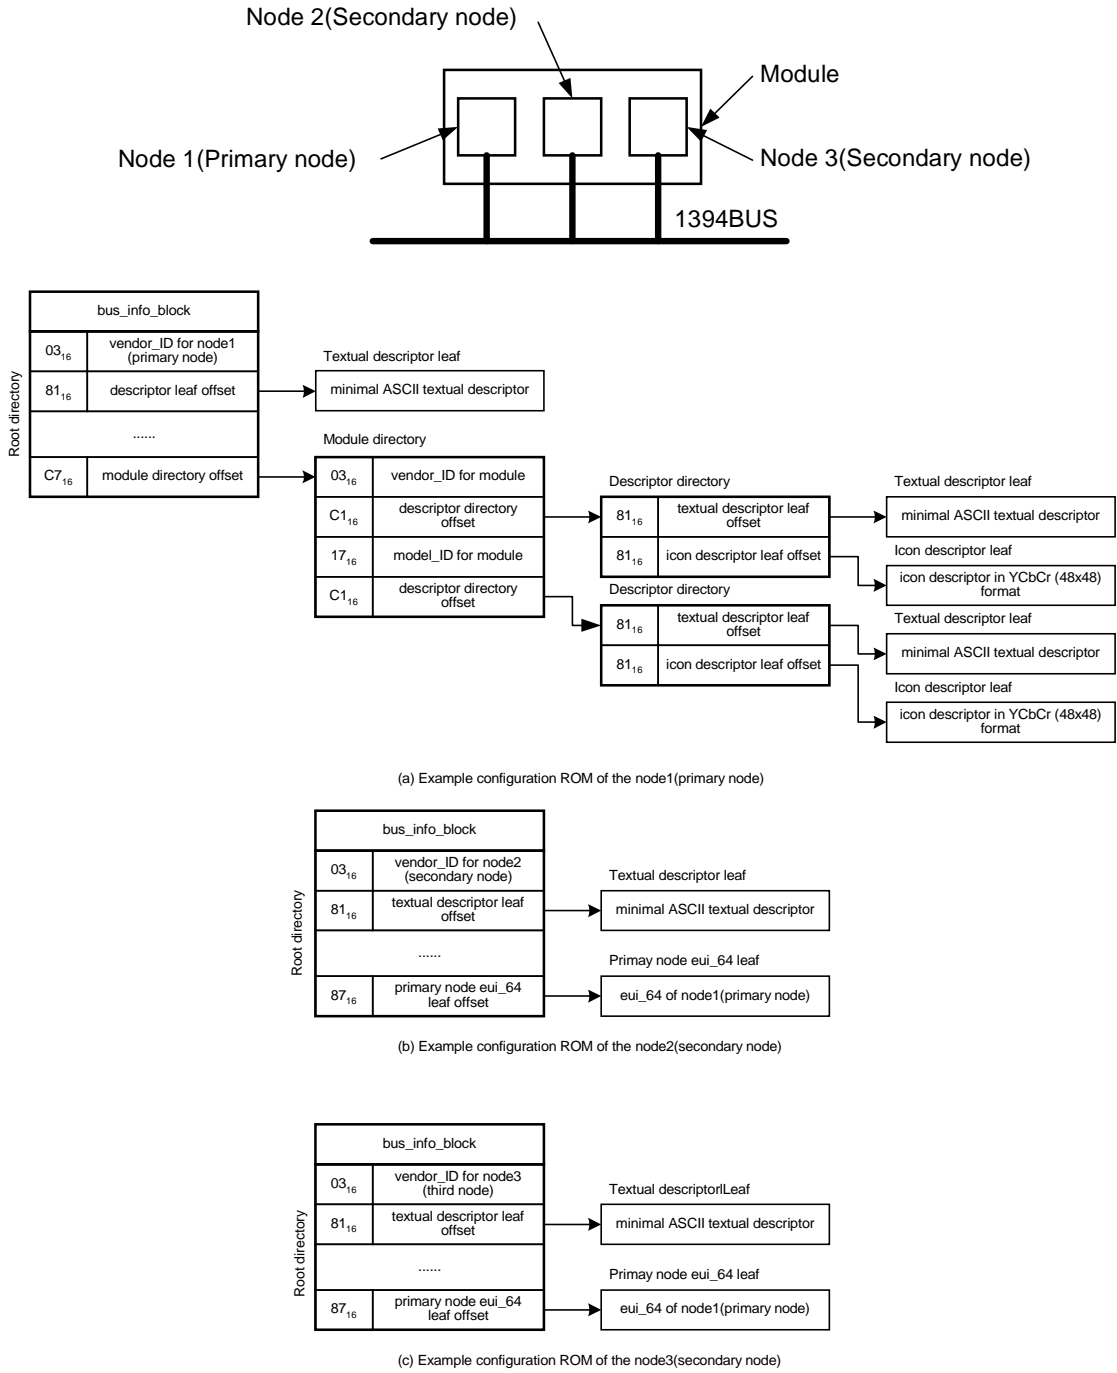 Node 2(Secondary node)
Module
Node 1(Primary node)
Node 3(Secondary node)
1394BUS
bus_info_block
Root directory
03₁₆
vendor_ID for node1
(primary node)
81₁₆
descriptor leaf offset
......
C7₁₆
module directory offset
Textual descriptor leaf
minimal ASCII textual descriptor
Module directory
03₁₆
vendor_ID for module
C1₁₆
descriptor directory
offset
17₁₆
model_ID for module
C1₁₆
descriptor directory
offset
Descriptor directory
81₁₆
textual descriptor leaf
offset
81₁₆
icon descriptor leaf offset
Descriptor directory
81₁₆
textual descriptor leaf
offset
81₁₆
icon descriptor leaf offset
Textual descriptor leaf
minimal ASCII textual descriptor
Icon descriptor leaf
icon descriptor in YCbCr (48x48)
format
Textual descriptor leaf
minimal ASCII textual descriptor
Icon descriptor leaf
icon descriptor in YCbCr (48x48)
format
(a) Example configuration ROM of the node1(primary node)
bus_info_block
Root directory
03₁₆
vendor_ID for node2
(secondary node)
81₁₆
textual descriptor leaf
offset
......
87₁₆
primary node eui_64
leaf offset
Textual descriptor leaf
minimal ASCII textual descriptor
Primay node eui_64 leaf
eui_64 of node1(primary node)
(b) Example configuration ROM of the node2(secondary node)
bus_info_block
Root directory
03₁₆
vendor_ID for node3
(third node)
81₁₆
textual descriptor leaf
offset
......
87₁₆
primary node eui_64
leaf offset
Textual descriptorlLeaf
minimal ASCII textual descriptor
Primay node eui_64 leaf
eui_64 of node1(primary node)
(c) Example configuration ROM of the node3(secondary node)